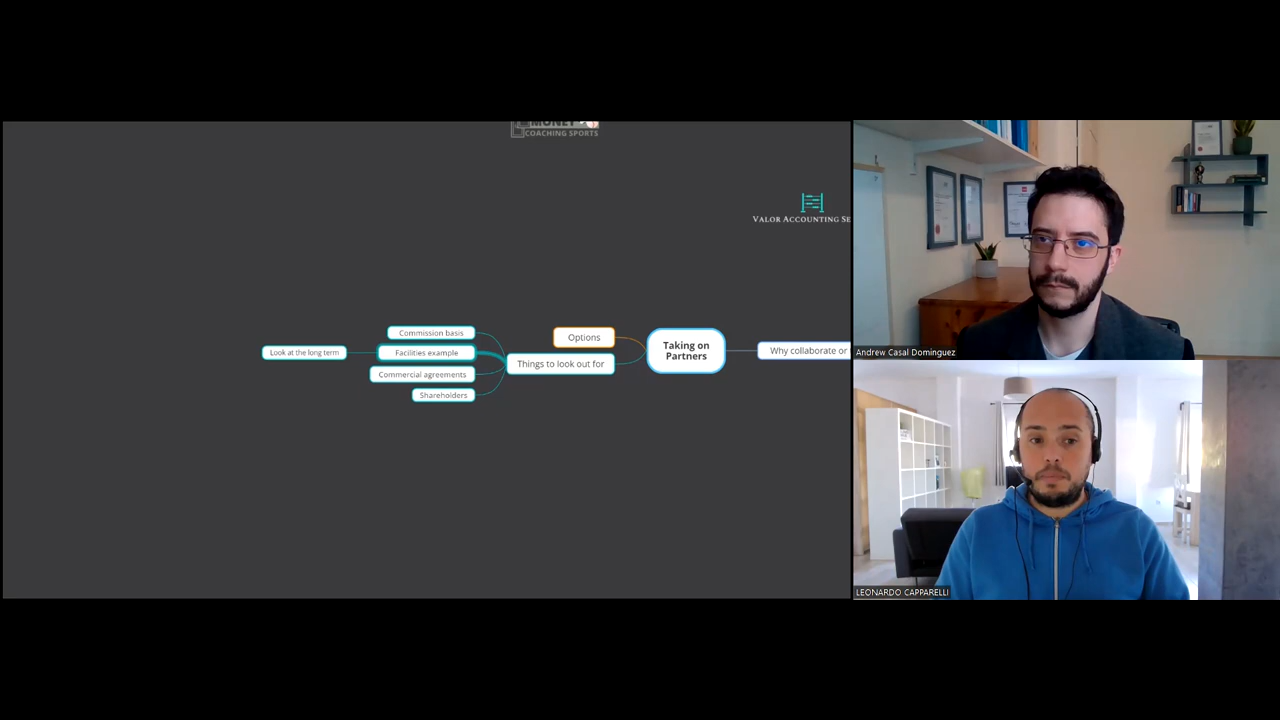 MONEY
COACHING SPORTS
VALOR ACCOUNTING SE
Commission basis
Options
Look at the long term
Facilities example
Taking on
Partners
Why collaborate or
Things to look out for
Commercial agreements
Shareholders
Andrew Casal Dominguez
LEONARDO CAPPARELLI